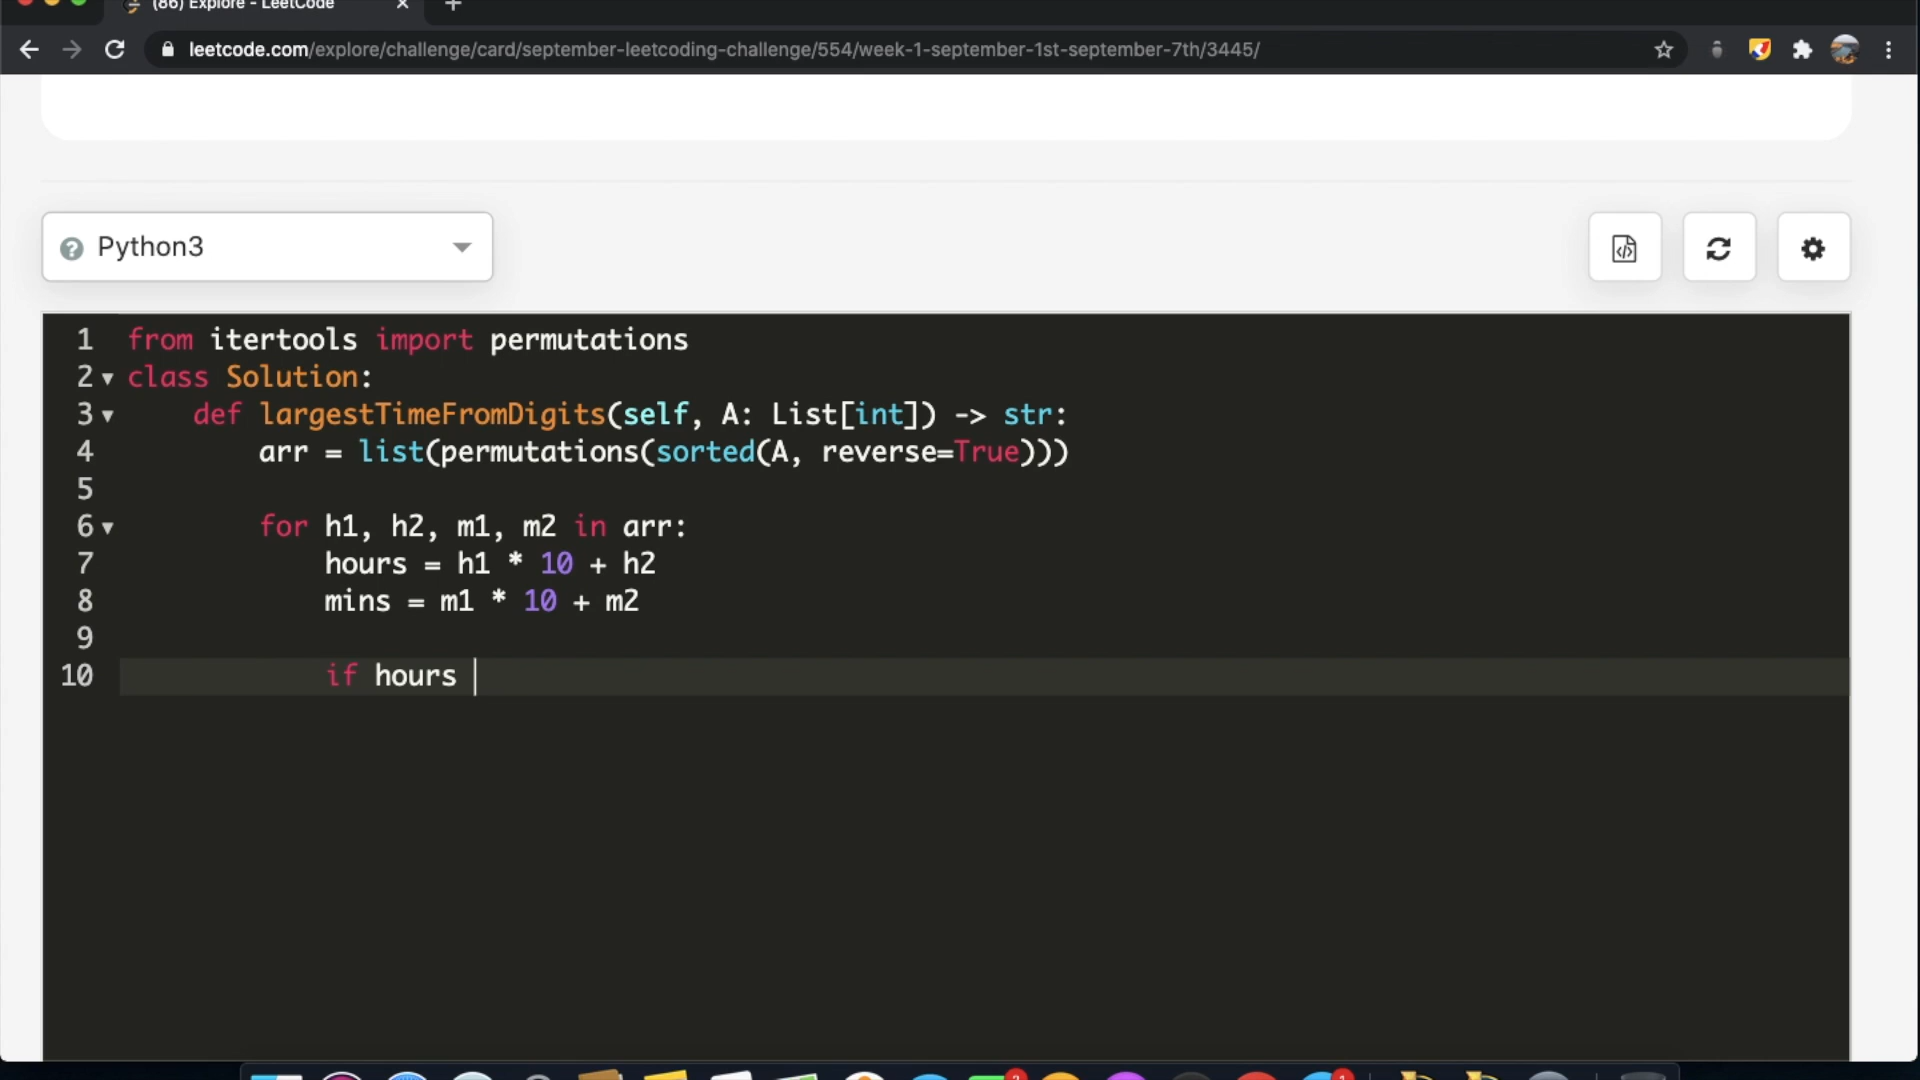 (86) Explore - LeetCode
leetcode.com/explore/challenge/card/september-leetcoding-challenge/554/week-1-september-1st-september-7th/3445/
Python3
1 from itertools import permutations
2 class Solution:
3 def largestTimeFromDigits(self, A: List[int]) -> str:
4 arr = list(permutations(sorted(A, reverse=True)))
5
6 for h1, h2, m1, m2 in arr:
7 hours = h1 * 10 + h2
8 mins = m1 * 10 + m2
9
10 if hours